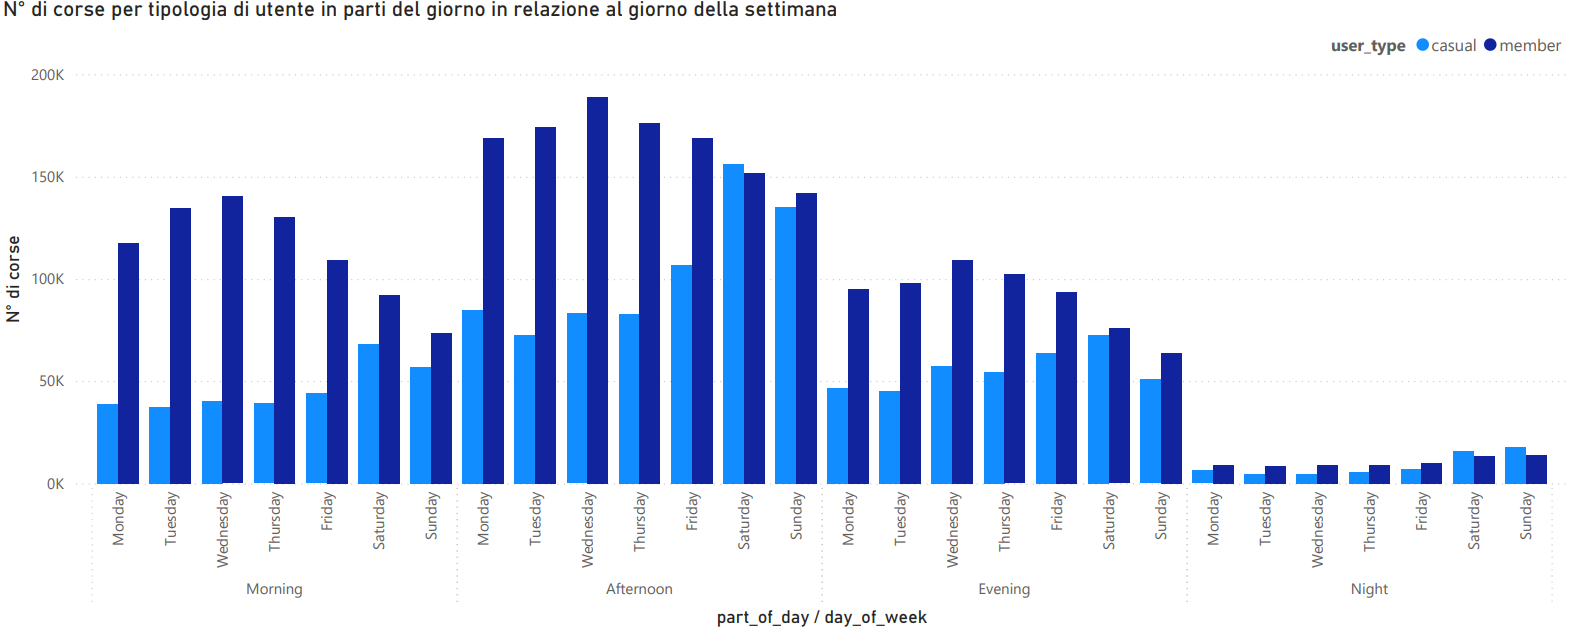 N° di corse per tipologia di utente in parti del giorno in relazione al giorno della settimana
user_type casual member
N° di corse
200K
150K
100K
50K
0K
Monday Tuesday Wednesday Thursday Friday Saturday Sunday Monday Tuesday Wednesday Thursday Friday Saturday Sunday Monday Tuesday Wednesday Thursday Friday Saturday Sunday Monday Tuesday Wednesday Thursday Friday Saturday Sunday
Morning Afternoon Evening Night
part_of_day / day_of_week